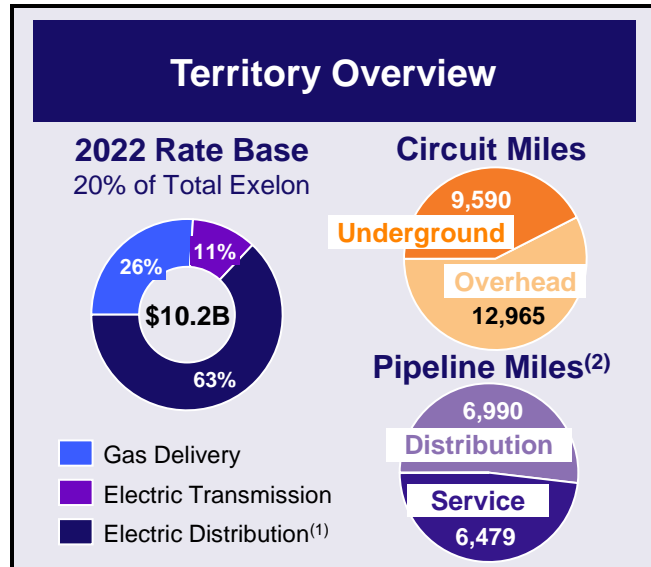 Territory Overview
2022 Rate Base
20% of Total Exelon
26%
11%
$10.2B
63%
Gas Delivery
Electric Transmission
Electric Distribution(1)
Circuit Miles
9,590
Underground
Overhead
12,965
Pipeline Miles(2)
6,990
Distribution
Service
6,479